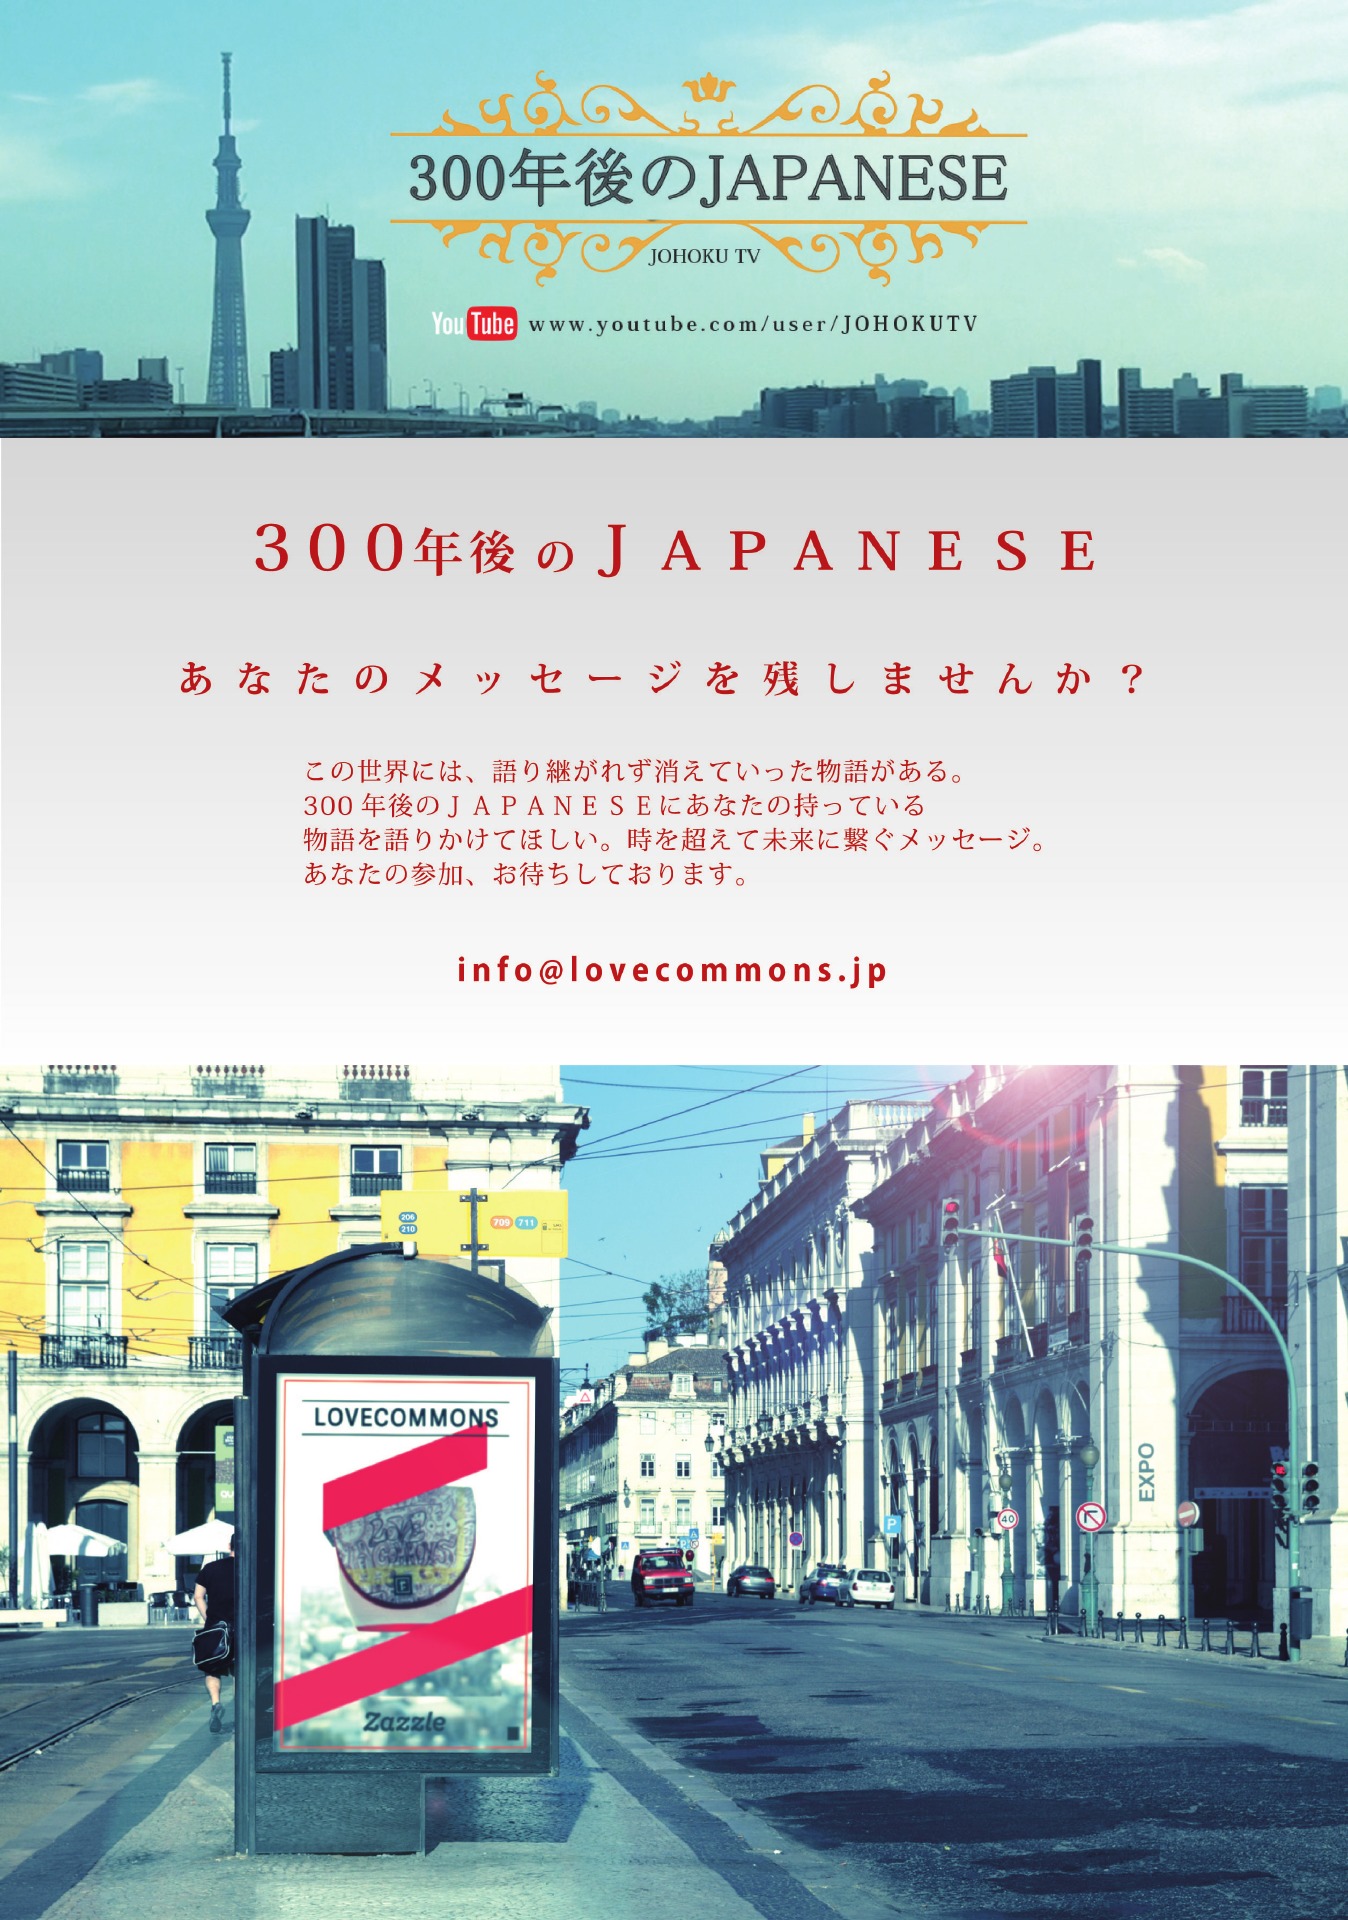 300年後のJAPANESE
JOHOKU TV
YouTube www.youtube.com/user/JOHOKUTV
300年後のJAPANESE
あなたのメッセージを残しませんか？
この世界には、語り継がれず消えていった物語がある。
300年後のＪＡＰＡＮＥＳＥにあなたの持っている
物語を語りかけてほしい。時を超えて未来に繋ぐメッセージ。
あなたの参加、お待ちしております。
info@lovecommons.jp
206
210
709 711
LOVECOMMONS
LOVE
Zazzle
P
40
EXPO